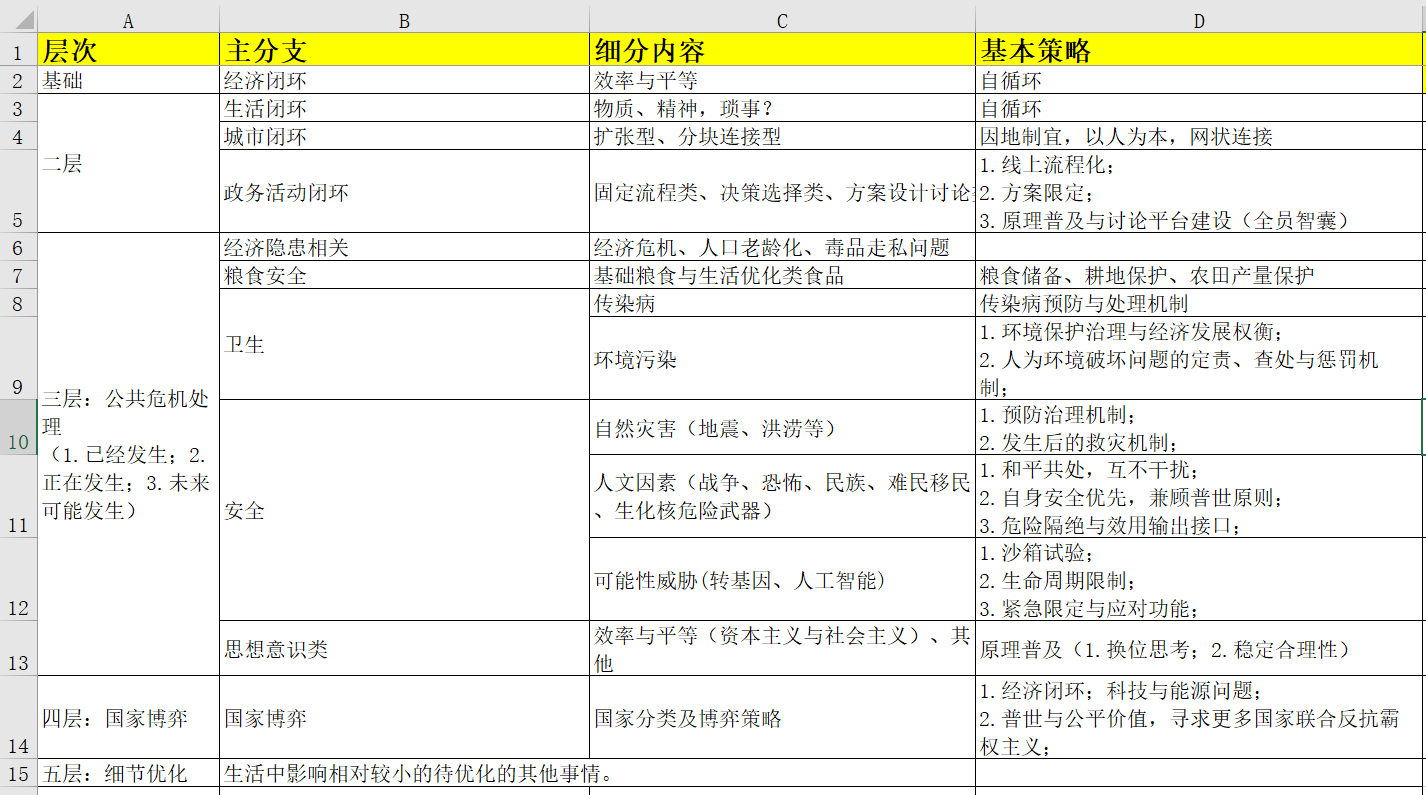 A B C D
1 层次 主分支 细分内容 基本策略
2 基础 经济闭环 效率与平等 自循环
3 生活闭环 物质、精神，琐事? 自循环
4 城市闭环 扩张型、分块连接型 因地制宜，以人为本，网状连接
二层
5 政务活动闭环 固定流程类、决策选择类、方案设计讨论
1.线上流程化；
2.方案限定；
3.原理普及与讨论平台建设（全员智囊）
6 经济隐患相关 经济危机、人口老龄化、毒品走私问题
7 粮食安全 基础粮食与生活优化类食品 粮食储备、耕地保护、农田产量保护
8 传染病 传染病预防与处理机制
卫生
9 环境污染
1.环境保护治理与经济发展权衡；
2.人为环境破坏问题的定责、查处与惩罚机
制；
三层：公共危机处
理
（1.已经发生；2.
正在发生；3.未来
可能发生）
10 自然灾害（地震、洪涝等）
1.预防治理机制；
2.发生后的救灾机制；
安全
11 人文因素（战争、恐怖、民族、难民移民
、生化核危险武器）
1.和平共处，互不干扰；
2.自身安全优先，兼顾普世原则；
3.危险隔绝与效用输出接口；
12 可能性威胁(转基因、人工智能)
1.沙箱试验；
2.生命周期限制；
3.紧急限定与应对功能；
13 思想意识类 效率与平等（资本主义与社会主义）、其
他
原理普及（1.换位思考；2.稳定合理性）
14 四层：国家博弈 国家博弈 国家分类及博弈策略
1.经济闭环；科技与能源问题；
2.普世与公平价值，寻求更多国家联合反抗霸
权主义；
15 五层：细节优化 生活中影响相对较小的待优化的其他事情。